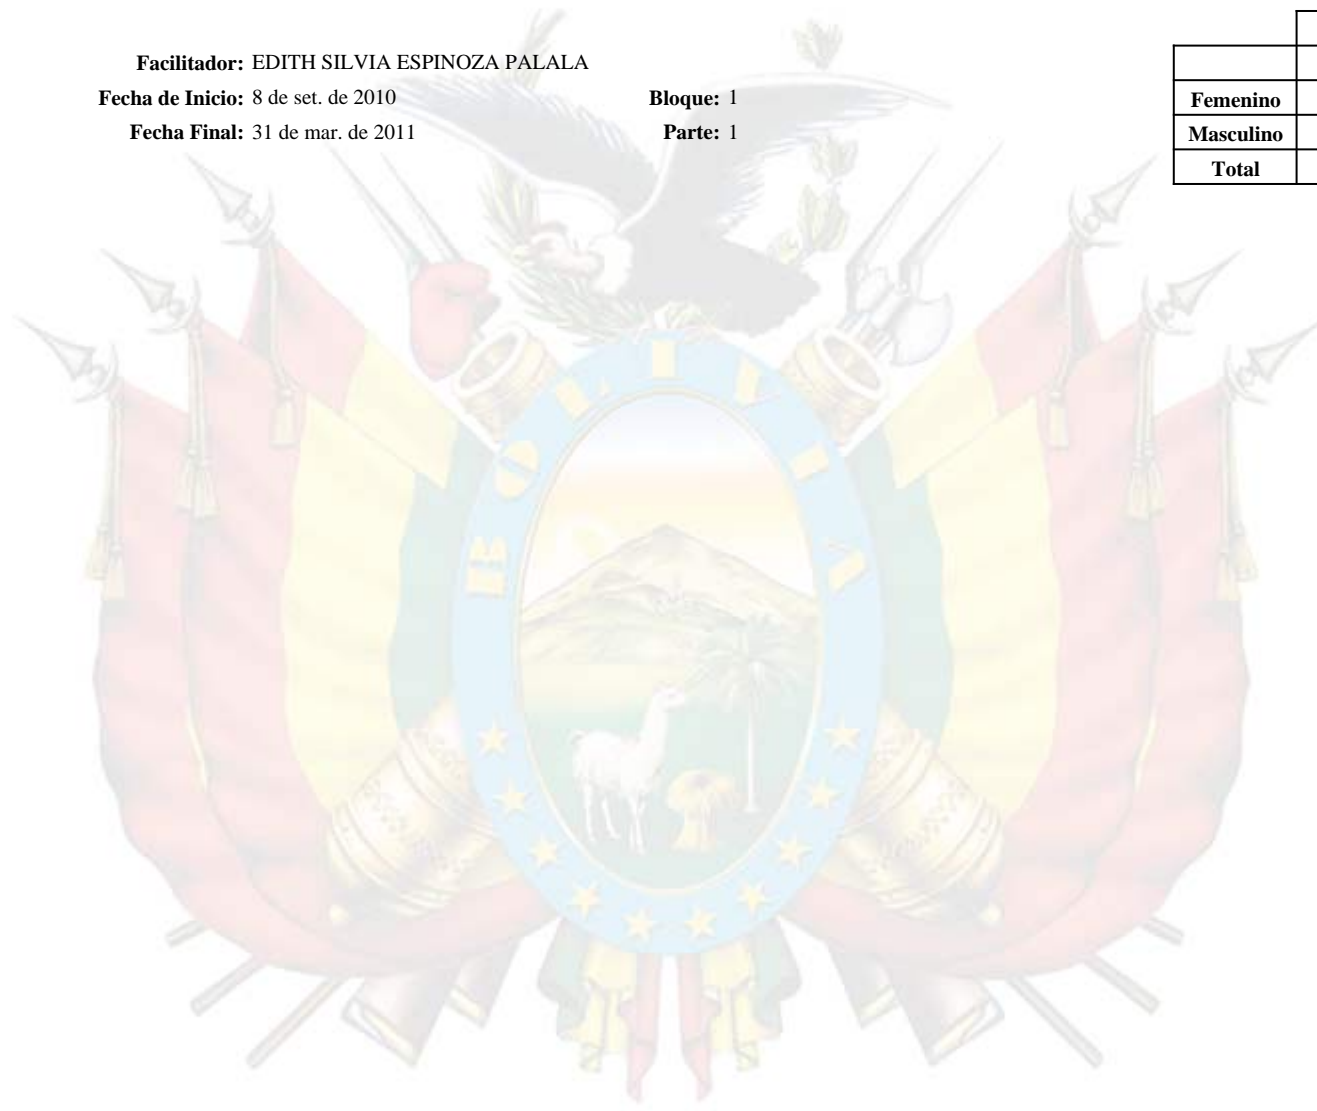 Facilitador: EDITH SILVIA ESPINOZA PALALA
Fecha de Inicio: 8 de set. de 2010 Bloque: 1
Fecha Final: 31 de mar. de 2011 Parte: 1
Femenino
Masculino
Total
BOLIVIA